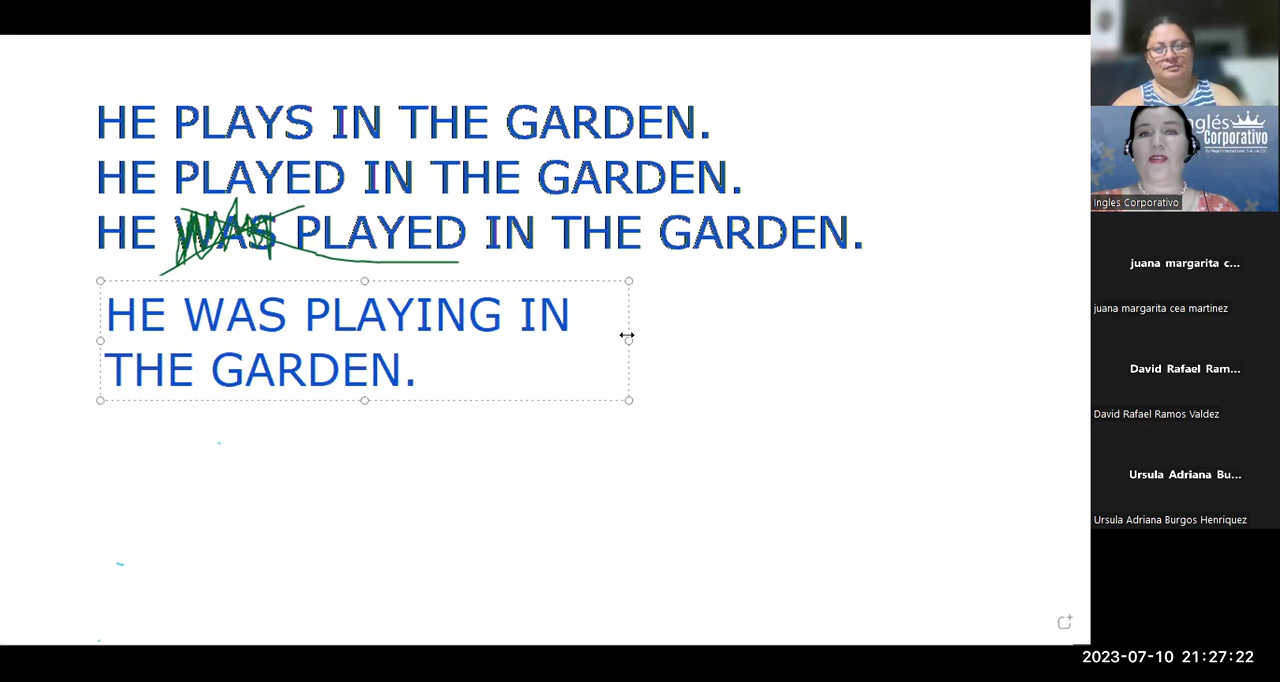 HE PLAYS IN THE GARDEN.
HE PLAYED IN THE GARDEN.
HE WAS PLAYED IN THE GARDEN.
HE WAS PLAYING IN
THE GARDEN.
nglés
Corporativo
ingles Corporativo
juana margarita c...
juana margarita cea martinez
David Rafael Ram...
David Rafael Ramos Valdez
Ursula Adriana Bu...
Ursula Adriana Burgos Henriquez
2023-07-10 21:27:22